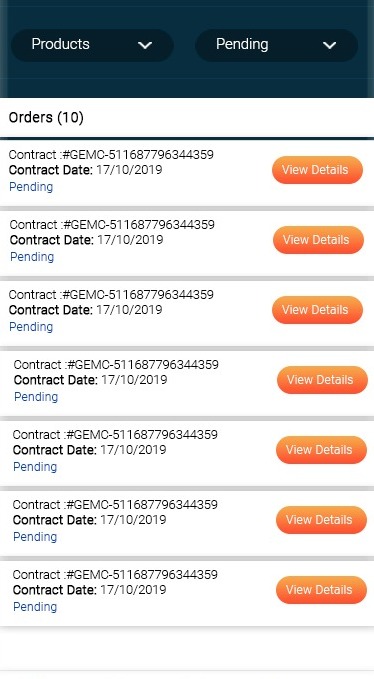 Products
Pending
Orders (10)
Contract :#GEMC-511687796344359
Contract Date: 17/10/2019
Pending
View Details
Contract :#GEMC-511687796344359
Contract Date: 17/10/2019
Pending
View Details
Contract :#GEMC-511687796344359
Contract Date: 17/10/2019
Pending
View Details
Contract :#GEMC-511687796344359
Contract Date: 17/10/2019
Pending
View Details
Contract :#GEMC-511687796344359
Contract Date: 17/10/2019
Pending
View Details
Contract :#GEMC-511687796344359
Contract Date: 17/10/2019
Pending
View Details
Contract :#GEMC-511687796344359
Contract Date: 17/10/2019
Pending
View Details